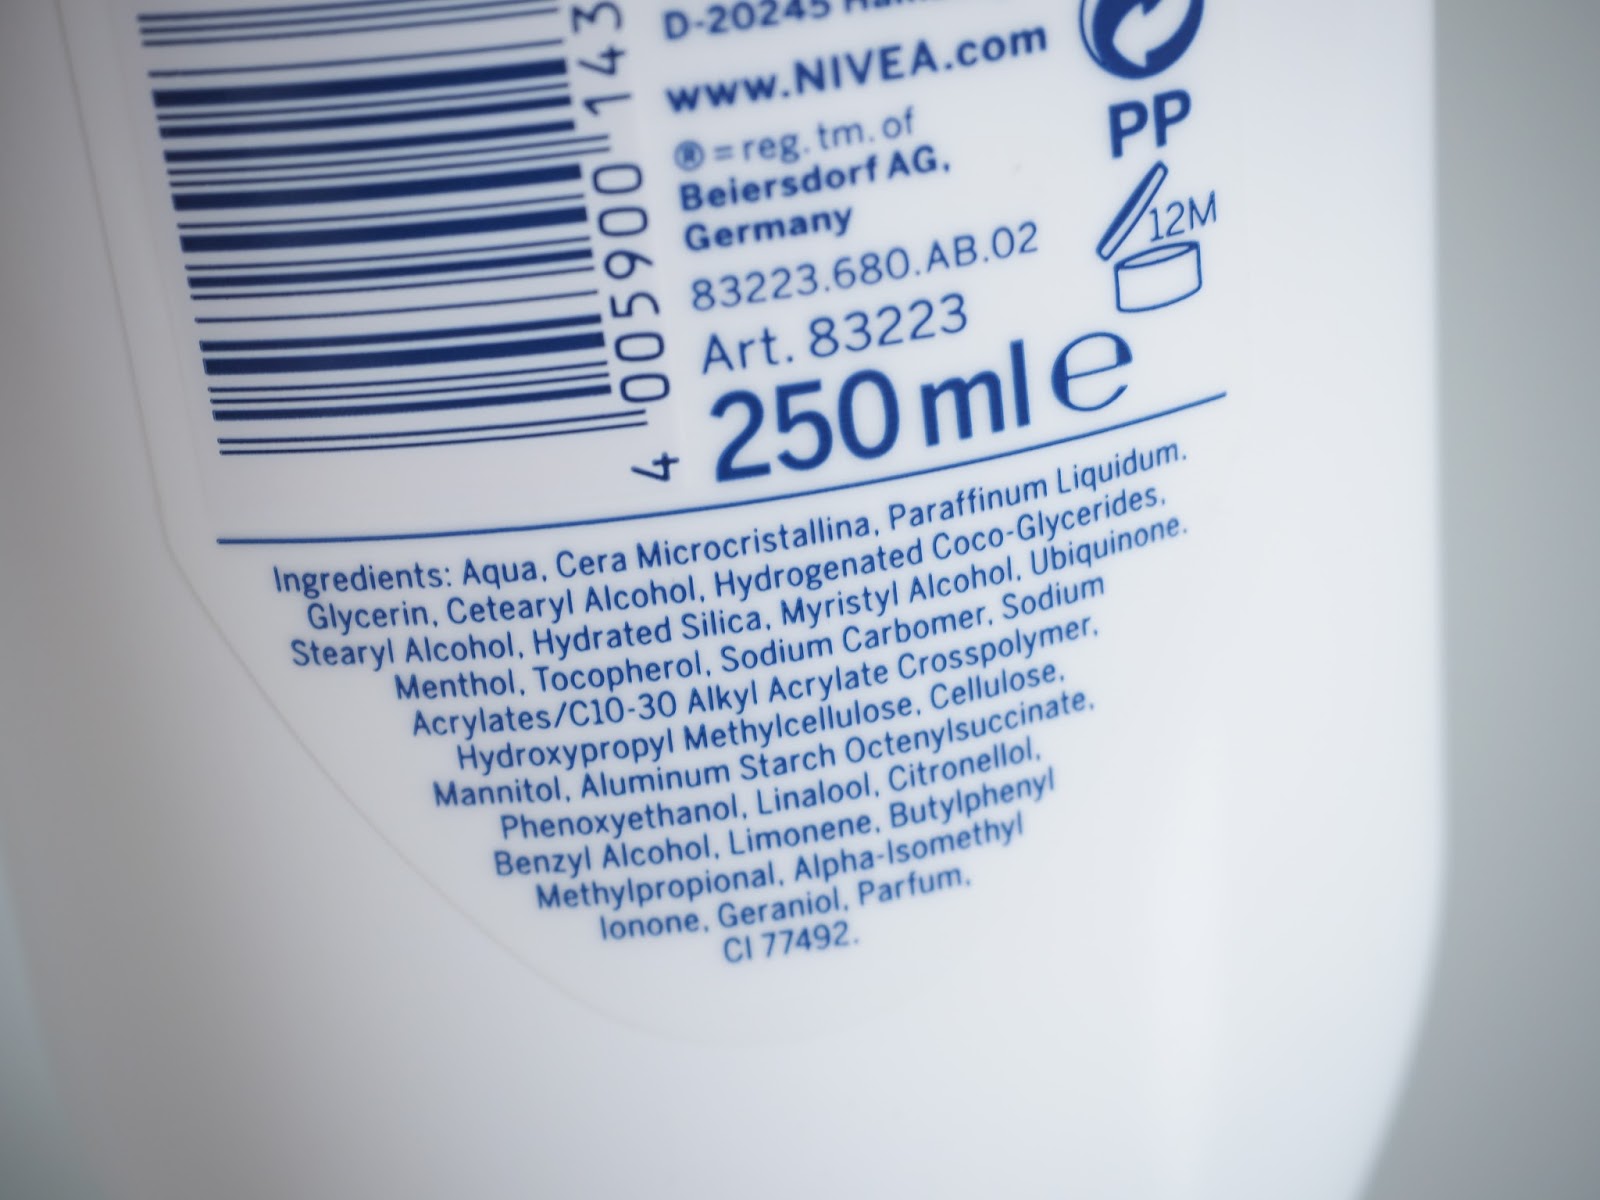 D-20245
www.NIVEA.com
® = reg. tm. of
Beiersdorf AG,
Germany
83223.680.AB.02
Art. 83223
250 ml e
PP
12M
4 005900 143
Ingredients: Aqua, Cera Microcristallina, Paraffinum Liquidum,
Glycerin, Cetearyl Alcohol, Hydrogenated Coco-Glycerides,
Stearyl Alcohol, Hydrated Silica, Myristyl Alcohol, Ubiquinone,
Menthol, Tocopherol, Sodium Carbomer, Sodium
Acrylates/C10-30 Alkyl Acrylate Crosspolymer,
Hydroxypropyl Methylcellulose, Cellulose,
Mannitol, Aluminum Starch Octenylsuccinate,
Phenoxyethanol, Linalool, Citronellol,
Benzyl Alcohol, Limonene, Butylphenyl
Methylpropional, Alpha-Isomethyl
Ionone, Geraniol, Parfum,
CI 77492.